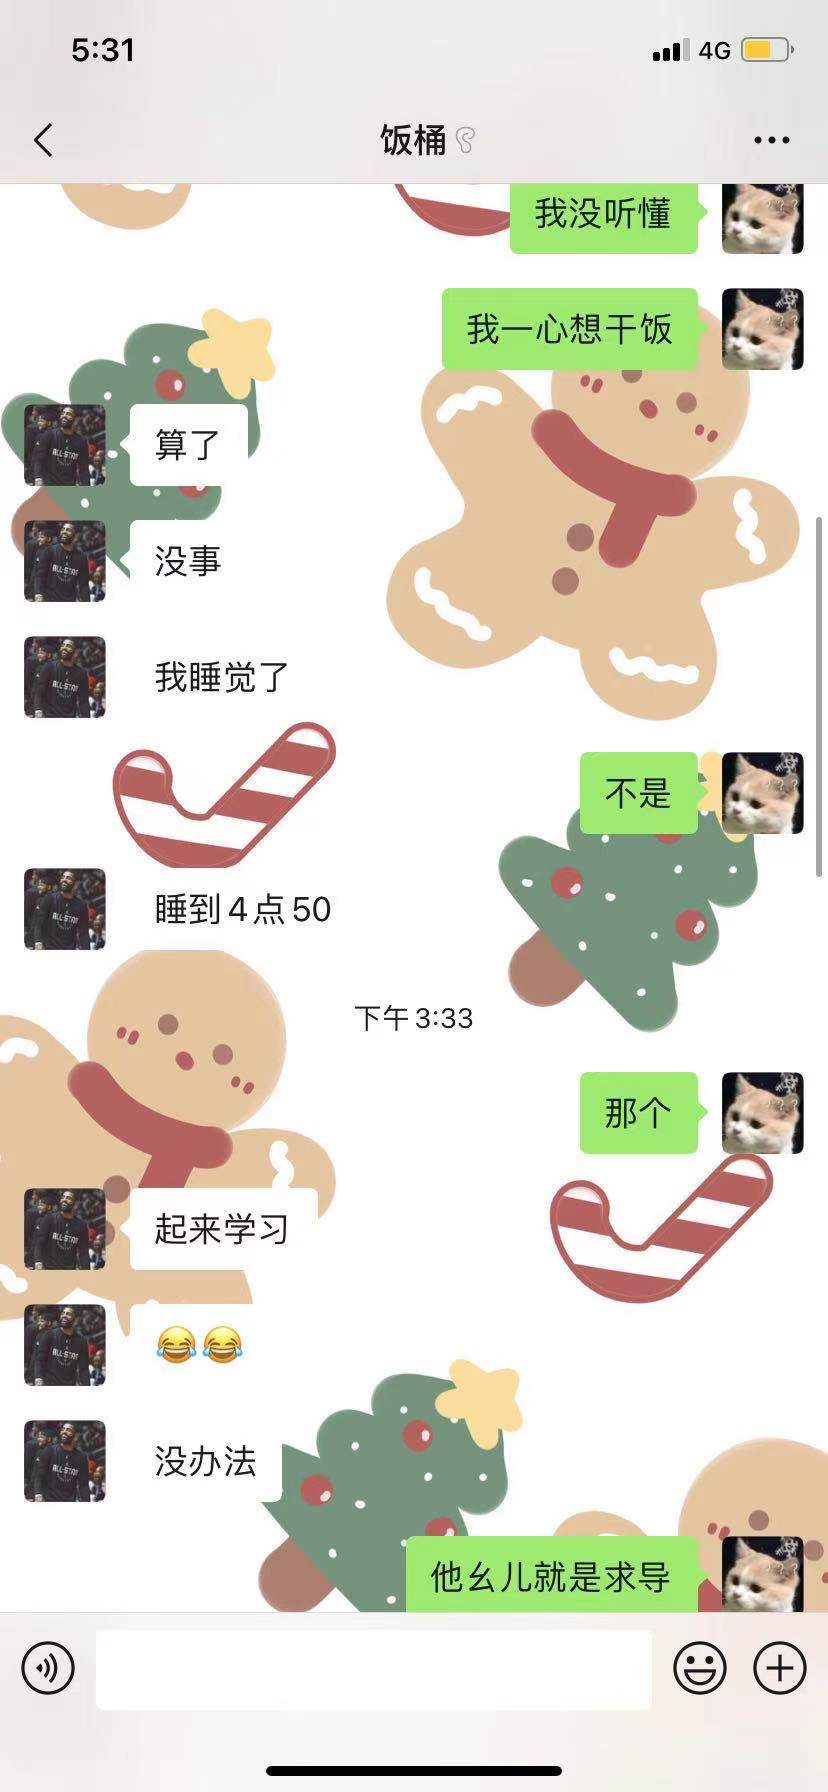 5:31
4G
饭桶
我没听懂
我一心想干饭
算了
没事
我睡觉了
不是
睡到4点50
下午3:33
那个
起来学习
😂😂
没办法
他幺儿就是求导